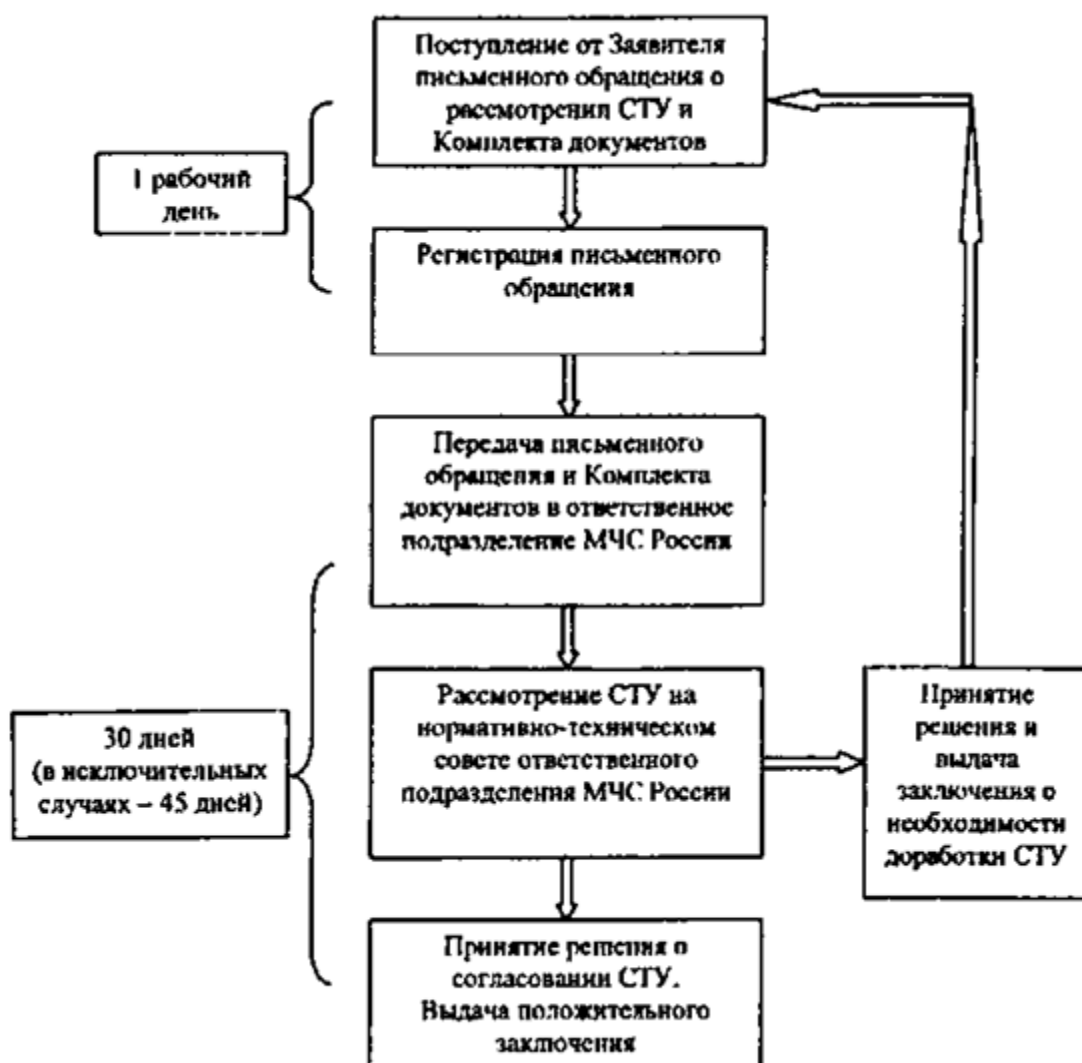 Поступление от Заявителя
письменного обращения о
рассмотрении СТУ и
Комплекта документов
1 рабочий
день
Регистрация письменного
обращения
Передача письменного
обращения и Комплекта
документов в ответственное
подразделение МЧС России
30 дней
(в исключительных
случаях – 45 дней)
Рассмотрение СТУ на
нормативно-техническом
совете ответственного
подразделения МЧС России
Принятие
решения и
выдача
заключения о
необходимости
доработки СТУ
Принятие решения о
согласовании СТУ.
Выдача положительного
заключения